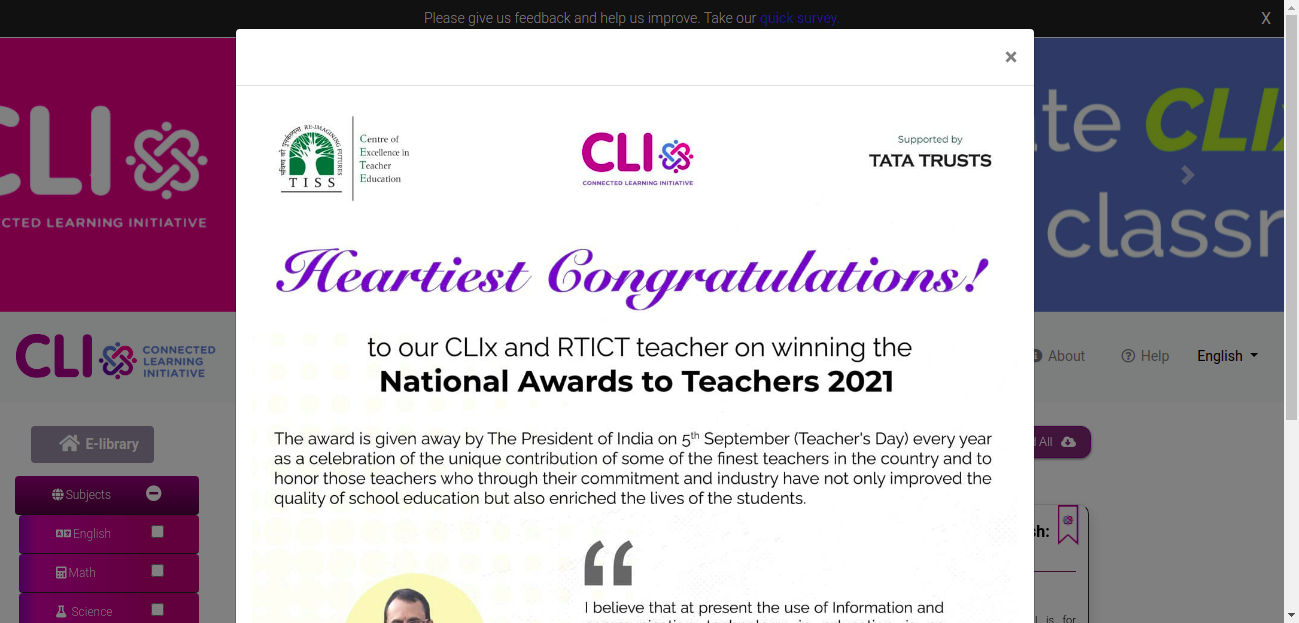 Please give us feedback and help us improve. Take our quick survey.
X
×
CLI
CTED LEARNING INITIATIVE
te CLI
classr
TISS
Centre of
Excellence in
Teacher
Education
CLI
CONNECTED LEARNING INITIATIVE
Supported by
TATA TRUSTS
Heartiest Congratulations!
to our CLIx and RTICT teacher on winning the
National Awards to Teachers 2021
The award is given away by The President of India on 5th September (Teacher's Day) every year
as a celebration of the unique contribution of some of the finest teachers in the country and to
honor those teachers who through their commitment and industry have not only improved the
quality of school education but also enriched the lives of the students.
“
I believe that at present the use of Information and
CLI
CONNECTED
LEARNING
INITIATIVE
About
Help
English
E-library
Subjects
English
Math
Science
All
sh:
is for